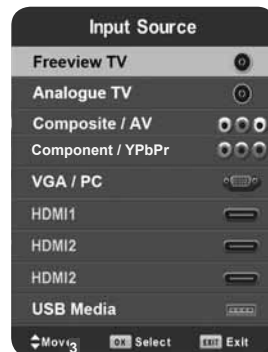 Input Source
Freeview TV
Analogue TV
Composite / AV
Component / YPbPr
VGA / PC
HDMI1
HDMI2
HDMI2
USB Media
Move OK Select EXIT Exit
3